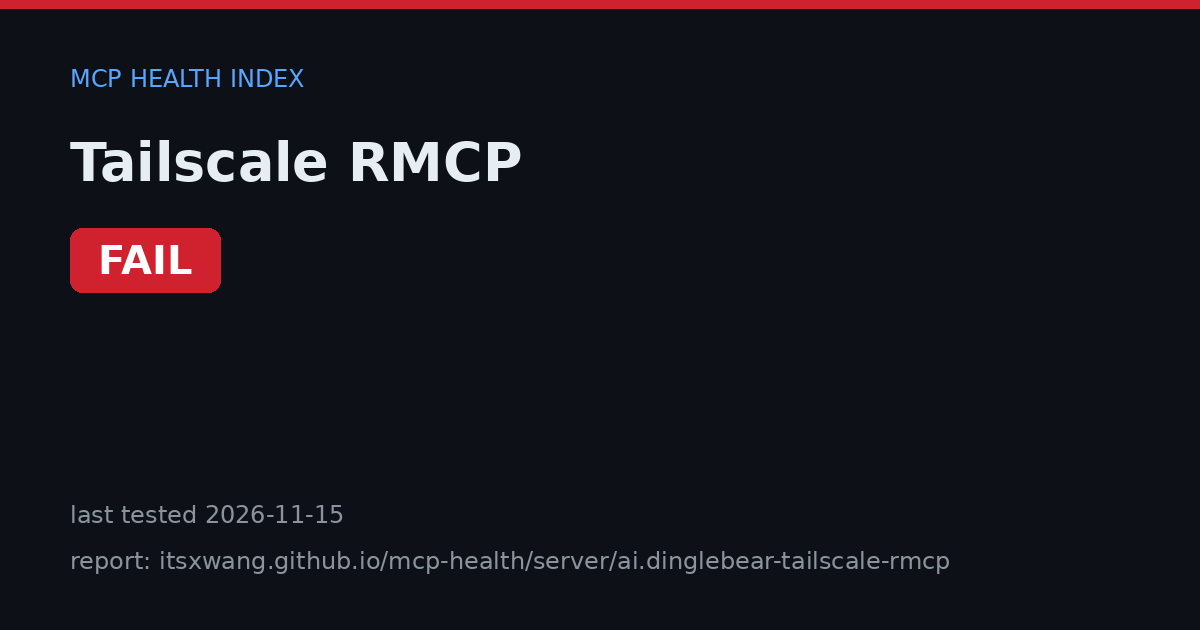 MCP HEALTH INDEX
Tailscale RMCP
FAIL
last tested 2026-11-15
report: itsxwang.github.io/mcp-health/server/ai.dinglebear-tailscale-rmcp